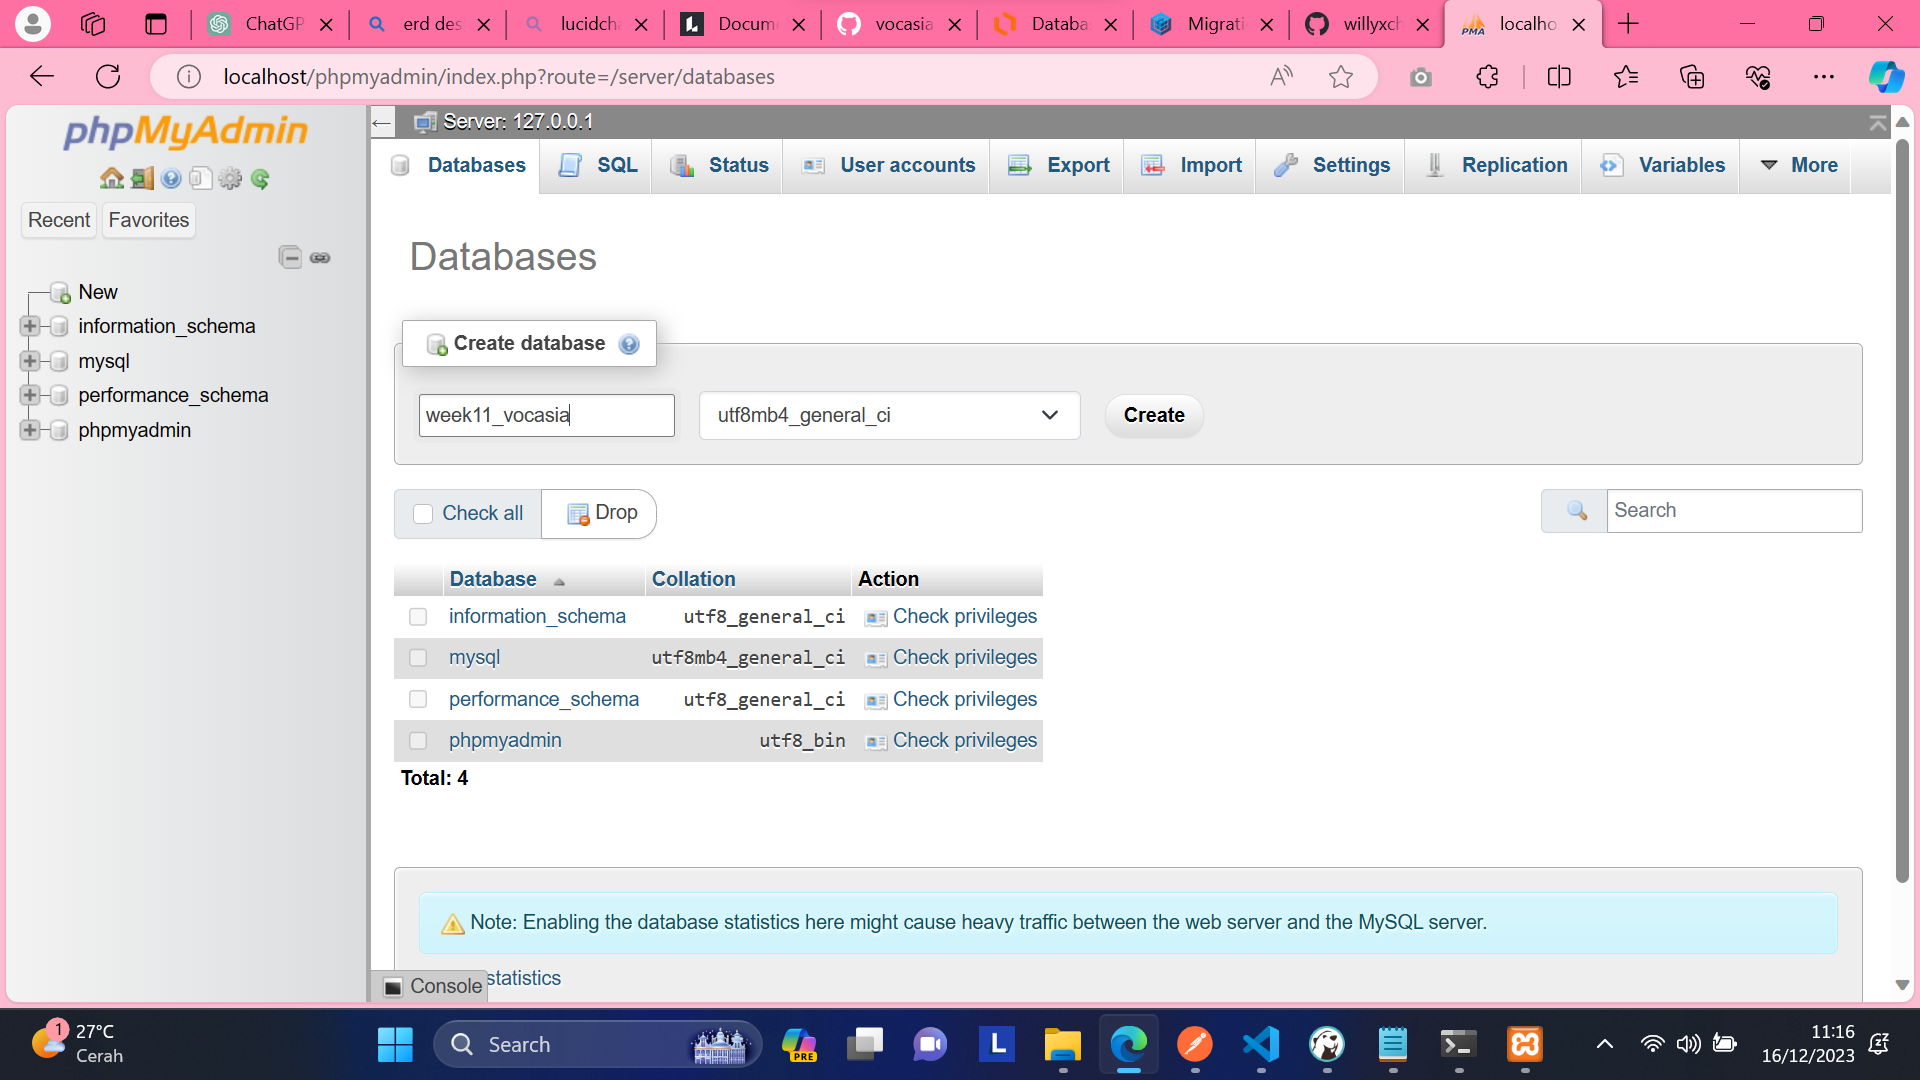 ChatGP
erd des
lucidcha
Docume
vocasia
Databa
Migrati
willyxch
localho
localhost/phpmyadmin/index.php?route=/server/databases
phpMyAdmin
Recent
Favorites
New
information_schema
mysql
performance_schema
phpmyadmin
Server: 127.0.0.1
Databases
SQL
Status
User accounts
Export
Import
Settings
Replication
Variables
More
Databases
Create database
week11_vocasia
utf8mb4_general_ci
Create
Check all
Drop
Search
Database
Collation
Action
information_schema utf8_general_ci Check privileges
mysql utf8mb4_general_ci Check privileges
performance_schema utf8_general_ci Check privileges
phpmyadmin utf8_bin Check privileges
Total: 4
Note: Enabling the database statistics here might cause heavy traffic between the web server and the MySQL server.
statistics
Console
1
27°C
Cerah
Search
PRE
L
11:16
16/12/2023